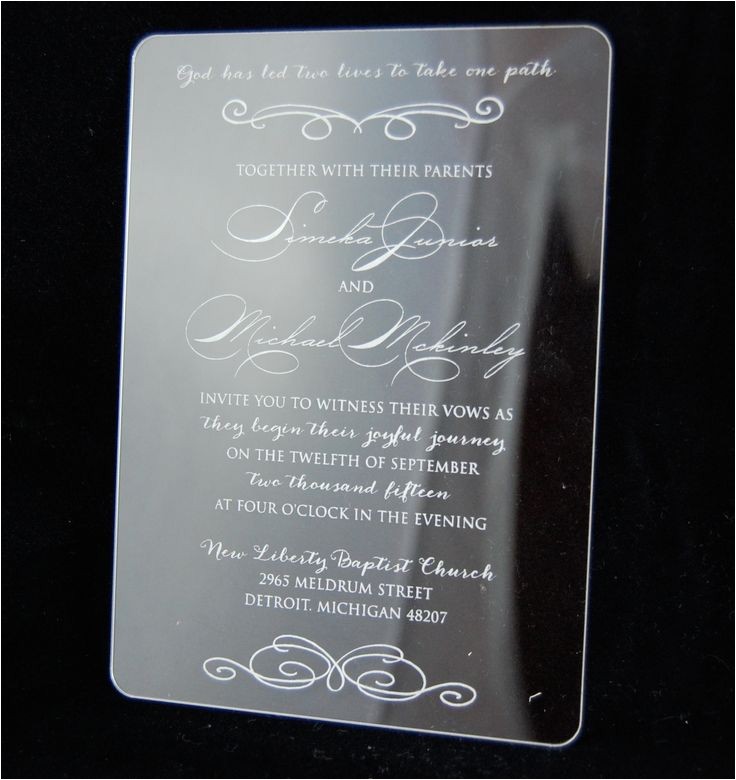 God has led two lives to take one path
TOGETHER WITH THEIR PARENTS
Simeka Junior
AND
Michael Mckinley
INVITE YOU TO WITNESS THEIR VOWS AS
they begin their joyful journey
ON THE TWELFTH OF SEPTEMBER
two thousand fifteen
AT FOUR O'CLOCK IN THE EVENING
New Liberty Baptist Church
2965 MELDRUM STREET
DETROIT, MICHIGAN 48207